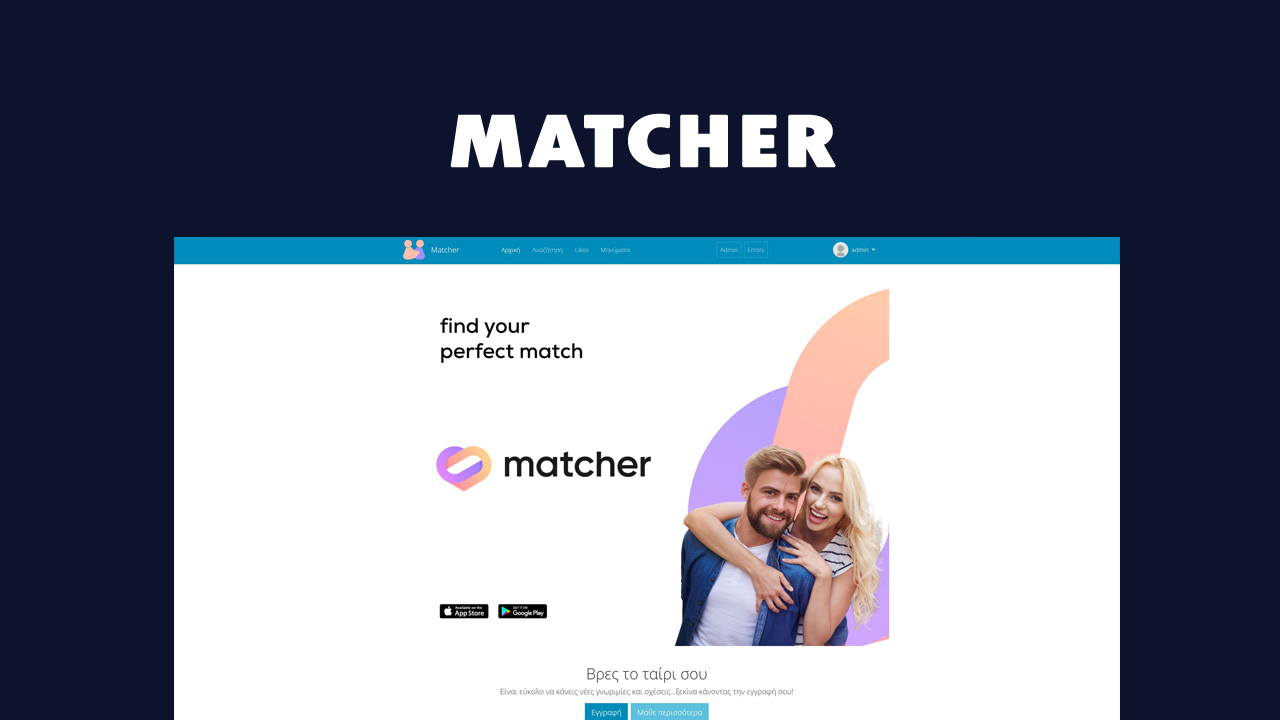 MATCHER
Matcher Αρχική Αναζήτηση Likes Μηνύματα Admin Errors admin
find your
perfect match
matcher
Available on the App Store GET IT ON Google Play
Βρες το ταίρι σου
Είναι εύκολο να κάνεις νέες γνωριμίες και σχέσεις...ξεκίνα κάνοντας την εγγραφή σου!
Εγγραφή Μάθε περισσότερα